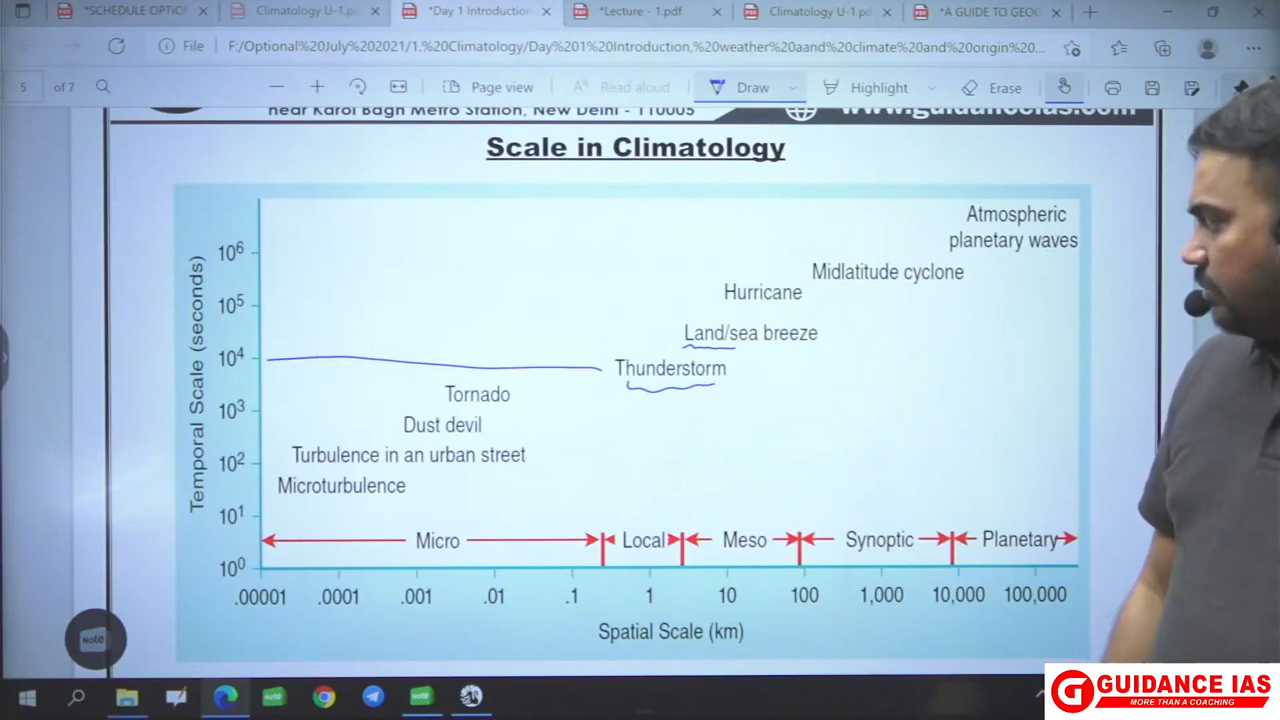 *SCHEDULE OPTIO
Climatology U-1.p
*Day 1 Introduction
*Lecture - 1.pdf
Climatology U-1.pd
*A GUIDE TO GEOG
File
F:/Optional%20July%202021/1.%20Climatology/Day%201%20Introduction,%20weather%20aand%20climate%20and%20origin%20...
5
of 7
Page view
Read aloud
Draw
Highlight
Erase
near Karol Bagh Metro Station, New Delhi - 110005
www.guidanceias.com
Scale in Climatology
Atmospheric
planetary waves
Midlatitude cyclone
Hurricane
Land/sea breeze
Thunderstorm
Tornado
Dust devil
Turbulence in an urban street
Microturbulence
Temporal Scale (seconds)
10⁶
10⁵
10⁴
10³
10²
10¹
10⁰
Micro
Local
Meso
Synoptic
Planetary
.00001 .0001 .001 .01 .1 1 10 100 1,000 10,000 100,000
Spatial Scale (km)
Note
GUIDANCE IAS
MORE THAN A COACHING